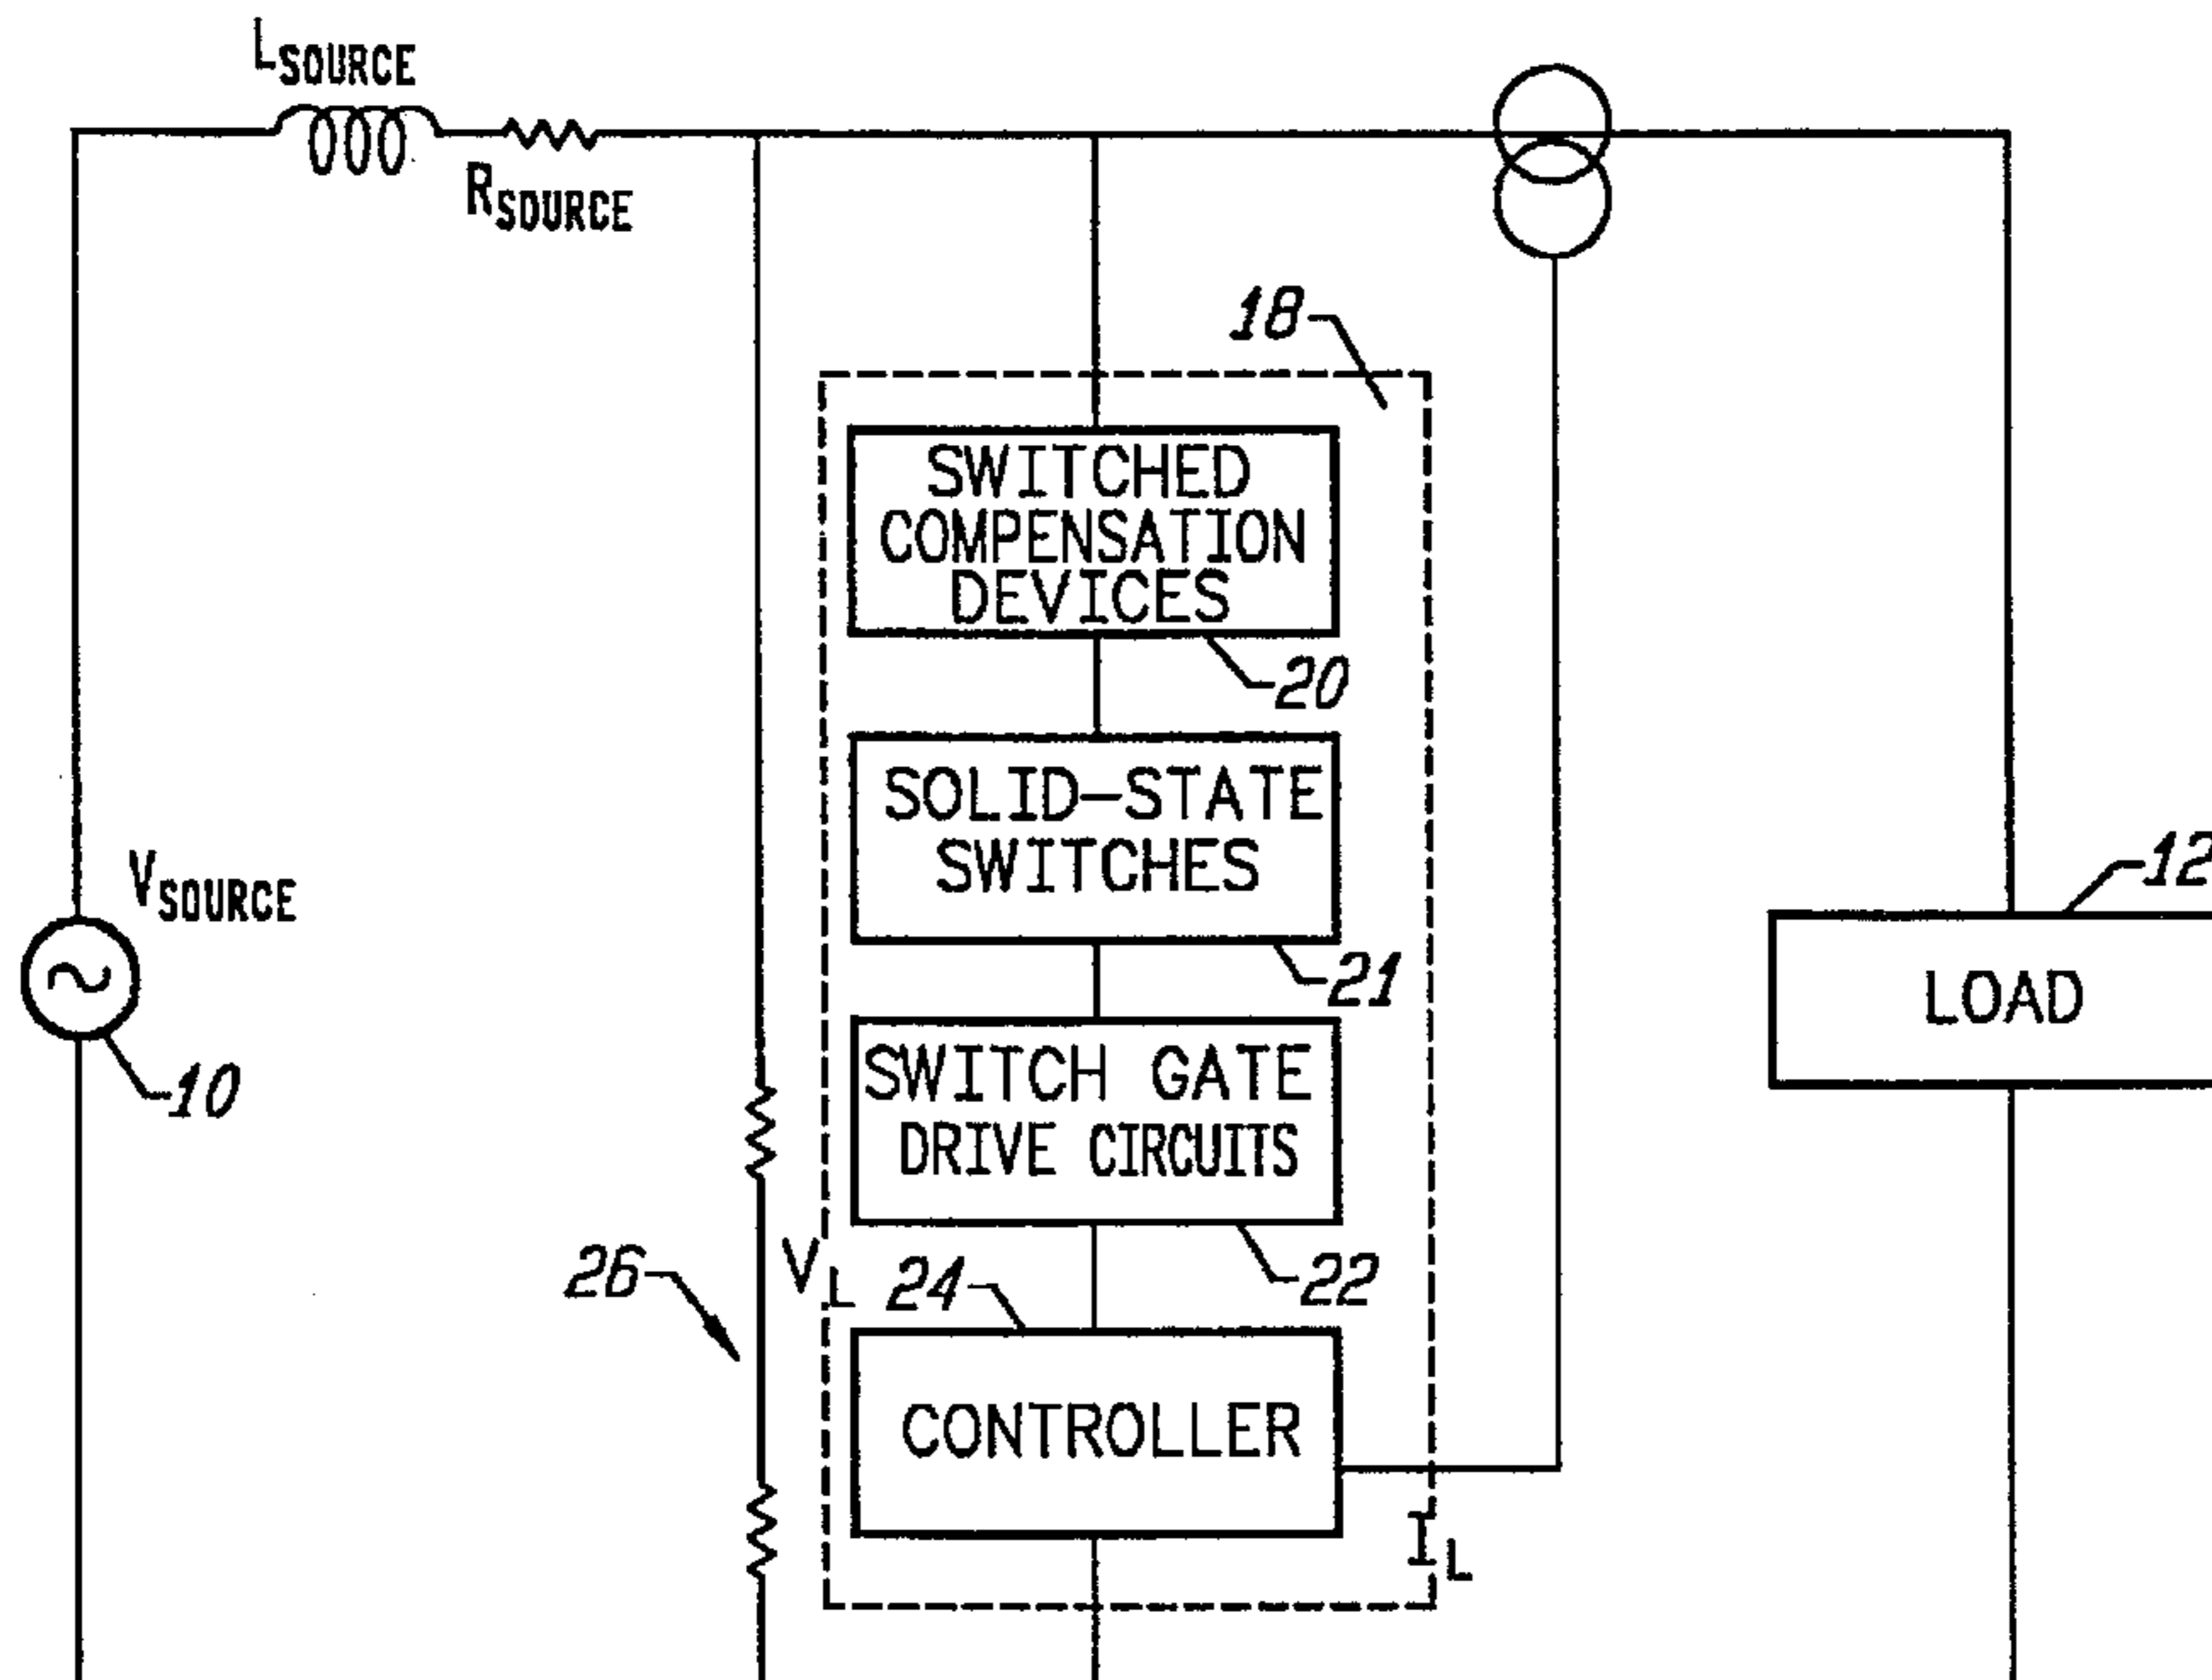 LSOURCE
RSOURCE
18
SWITCHED
COMPENSATION
DEVICES
20
SOLID-STATE
SWITCHES
21
VSOURCE
10
12
LOAD
SWITCH GATE
DRIVE CIRCUITS
22
26
VL
24
CONTROLLER
IL